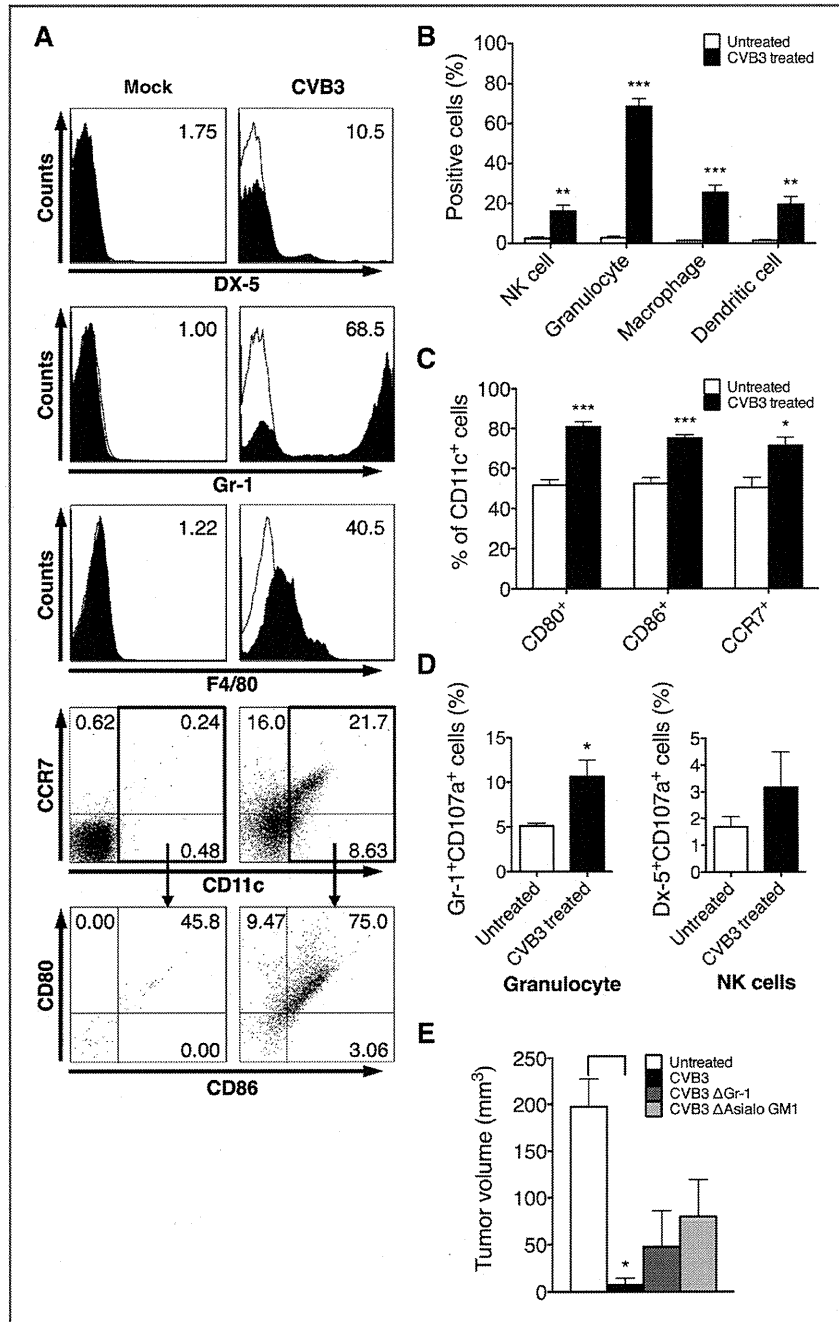 A
Mock CVB3
Counts
1.75
10.5
DX-5
Counts
1.00
68.5
Gr-1
Counts
1.22
40.5
F4/80
CCR7
0.62 0.24
0.48
16.0 21.7
8.63
CD11c
CD80
0.00 45.8
0.00
9.47 75.0
3.06
CD86
B
Untreated
CVB3 treated
Positive cells (%)
100
80
60
40
20
0
**
***
***
**
NK cell
Granulocyte
Macrophage
Dendritic cell
C
Untreated
CVB3 treated
% of CD11c+ cells
100
80
60
40
20
0
***
***
*
CD80+
CD86+
CCR7+
D
Gr-1+CD107a+ cells (%)
15
10
5
0
*
Untreated
CVB3 treated
Granulocyte
Dx-5+CD107a+ cells (%)
5
4
3
2
1
0
Untreated
CVB3 treated
NK cells
E
Untreated
CVB3
CVB3 ΔGr-1
CVB3 ΔAsialo GM1
Tumor volume (mm³)
250
200
150
100
50
0
*